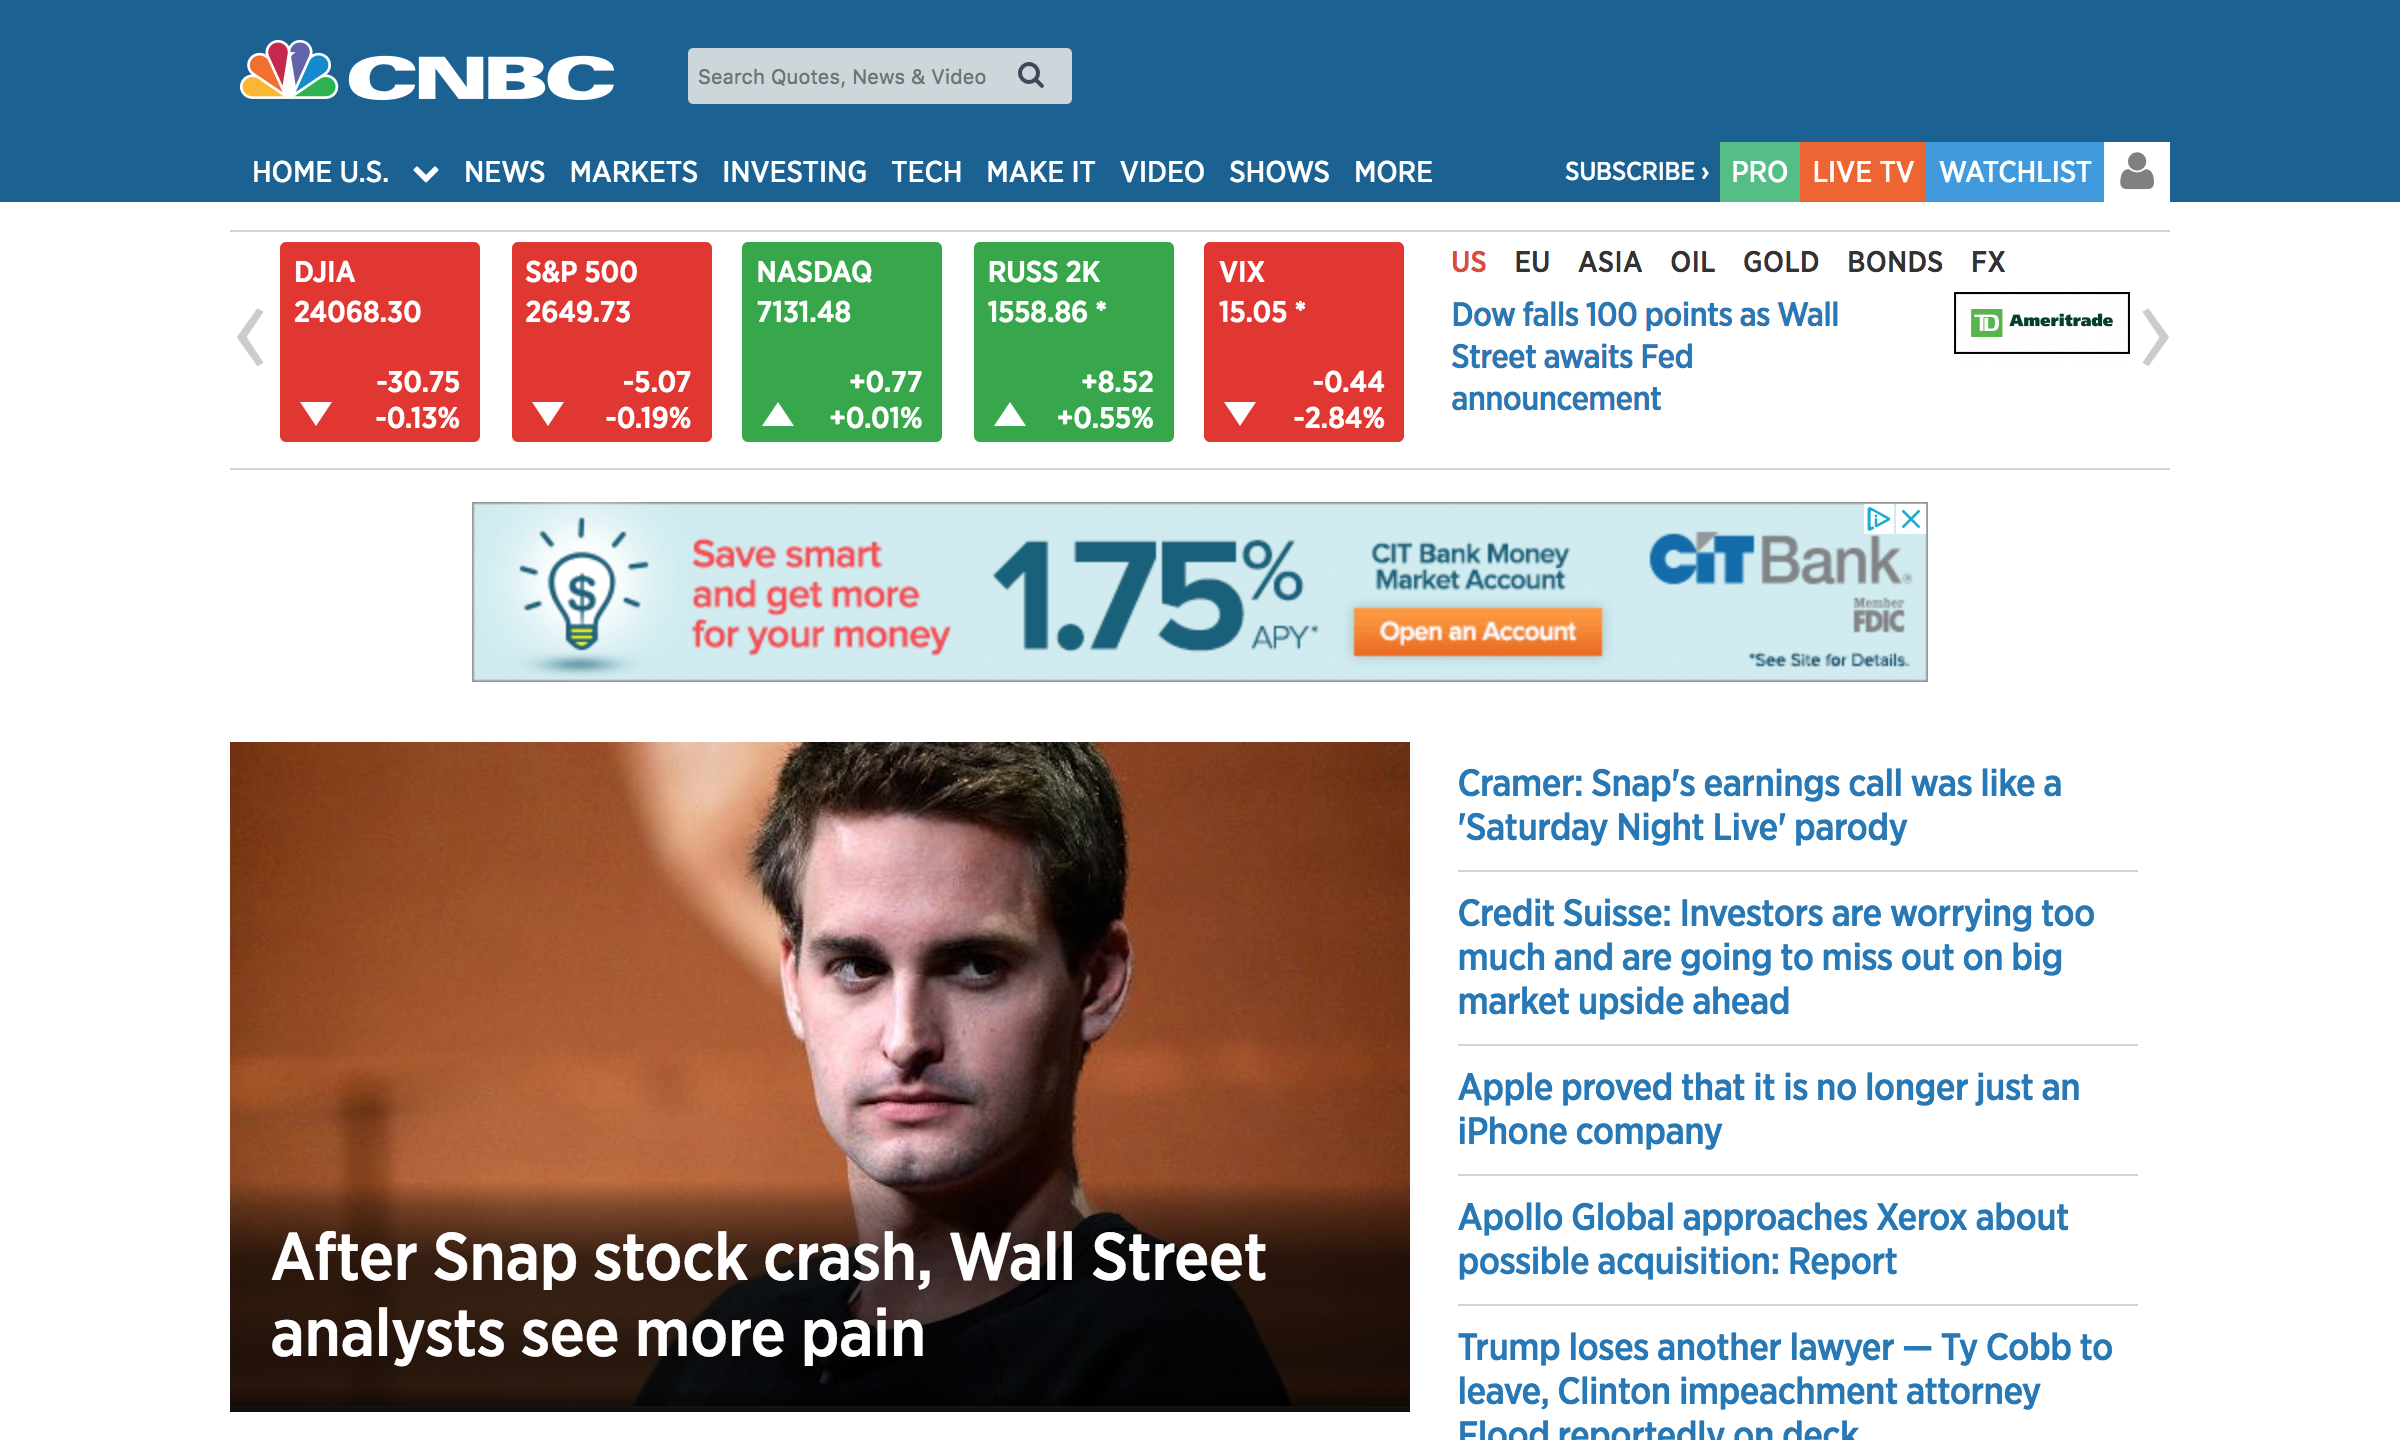 CNBC
Search Quotes, News & Video
HOME U.S. NEWS MARKETS INVESTING TECH MAKE IT VIDEO SHOWS MORE
SUBSCRIBE › PRO LIVE TV WATCHLIST
DJIA
24068.30
-30.75
-0.13%
S&P 500
2649.73
-5.07
-0.19%
NASDAQ
7131.48
+0.77
+0.01%
RUSS 2K
1558.86 *
+8.52
+0.55%
VIX
15.05 *
-0.44
-2.84%
US EU ASIA OIL GOLD BONDS FX
Dow falls 100 points as Wall
Street awaits Fed
announcement
TD Ameritrade
$
Save smart
and get more
for your money
1.75% APY*
CIT Bank Money
Market Account
Open an Account
CIT Bank®
Member
FDIC
*See Site for Details.
After Snap stock crash, Wall Street
analysts see more pain
Cramer: Snap's earnings call was like a
'Saturday Night Live' parody
Credit Suisse: Investors are worrying too
much and are going to miss out on big
market upside ahead
Apple proved that it is no longer just an
iPhone company
Apollo Global approaches Xerox about
possible acquisition: Report
Trump loses another lawyer — Ty Cobb to
leave, Clinton impeachment attorney
Flood reportedly on deck